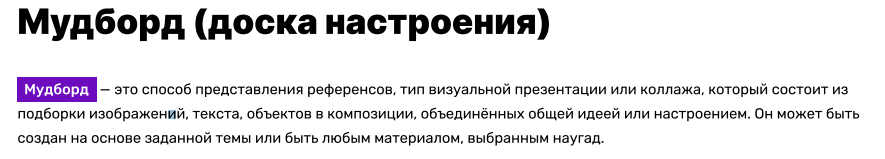 Мудборд (доска настроения)
Мудборд — это способ представления референсов, тип визуальной презентации или коллажа, который состоит из
подборки изображений, текста, объектов в композиции, объединённых общей идеей или настроением. Он может быть
создан на основе заданной темы или быть любым материалом, выбранным наугад.